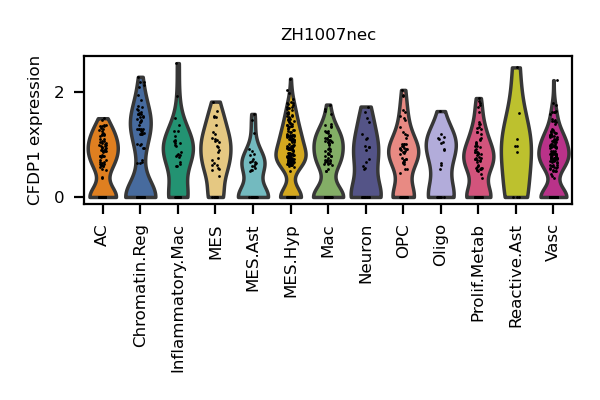 ZH1007nec
CFDP1 expression
2
0
AC
Chromatin.Reg
Inflammatory.Mac
MES
MES.Ast
MES.Hyp
Mac
Neuron
OPC
Oligo
Prolif.Metab
Reactive.Ast
Vasc